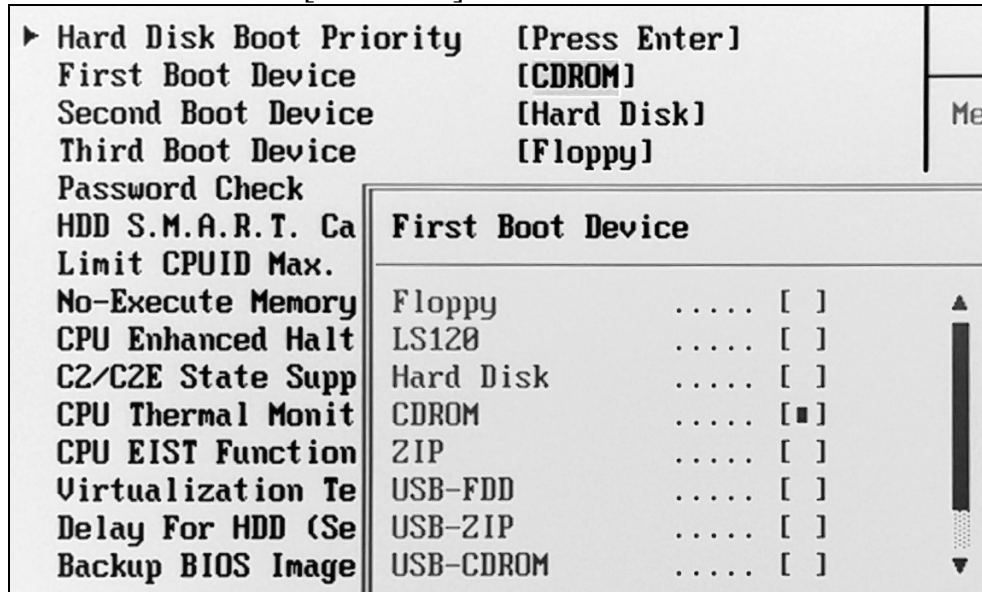 Hard Disk Boot Priority [Press Enter]
First Boot Device [CDROM]
Second Boot Device [Hard Disk]
Third Boot Device [Floppy]
Me
Password Check
HDD S.M.A.R.T. Ca
Limit CPUID Max.
No-Execute Memory
CPU Enhanced Halt
C2/C2E State Supp
CPU Thermal Monit
CPU EIST Function
Virtualization Te
Delay For HDD (Se
Backup BIOS Image
First Boot Device
Floppy ..... [ ]
LS120 ..... [ ]
Hard Disk ..... [ ]
CDROM ..... [▪]
ZIP ..... [ ]
USB-FDD ..... [ ]
USB-ZIP ..... [ ]
USB-CDROM ..... [ ]